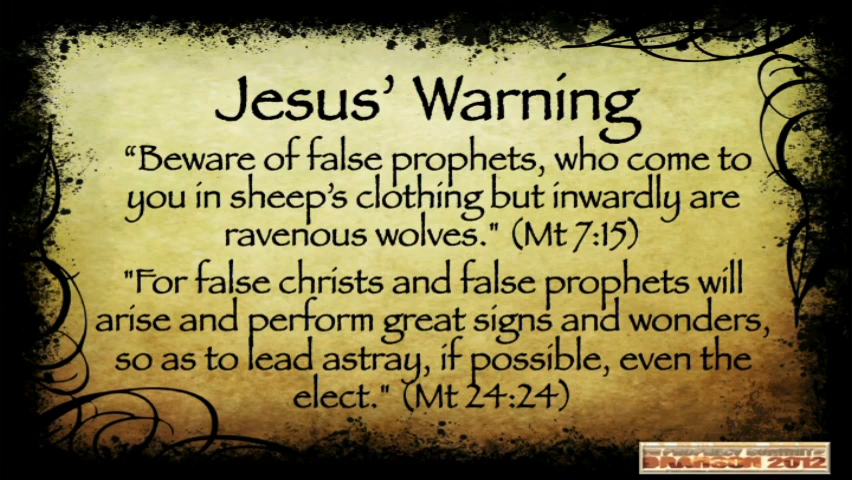 Jesus’ Warning
“Beware of false prophets, who come to
you in sheep’s clothing but inwardly are
ravenous wolves." (Mt 7:15)
"For false christs and false prophets will
arise and perform great signs and wonders,
so as to lead astray, if possible, even the
elect." (Mt 24:24)
PROPHECY SUMMIT
BRANSON 2012